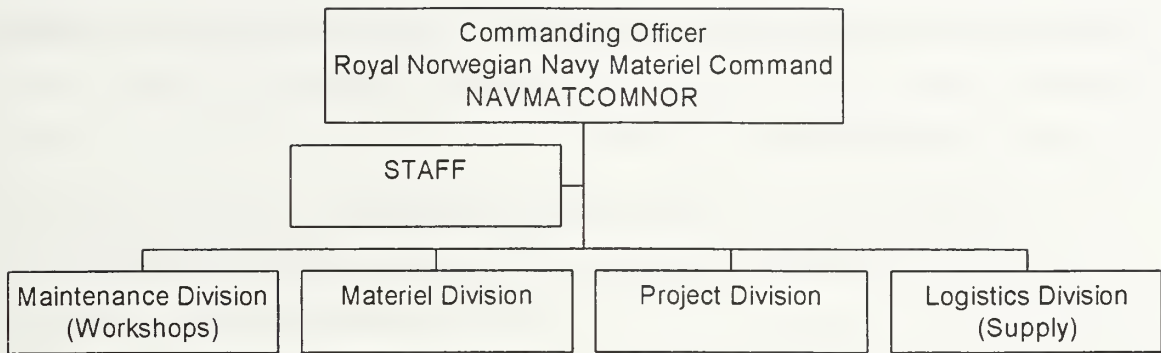 Commanding Officer
Royal Norwegian Navy Materiel Command
NAVMATCOMNOR
STAFF
Maintenance Division
(Workshops)
Materiel Division
Project Division
Logistics Division
(Supply)